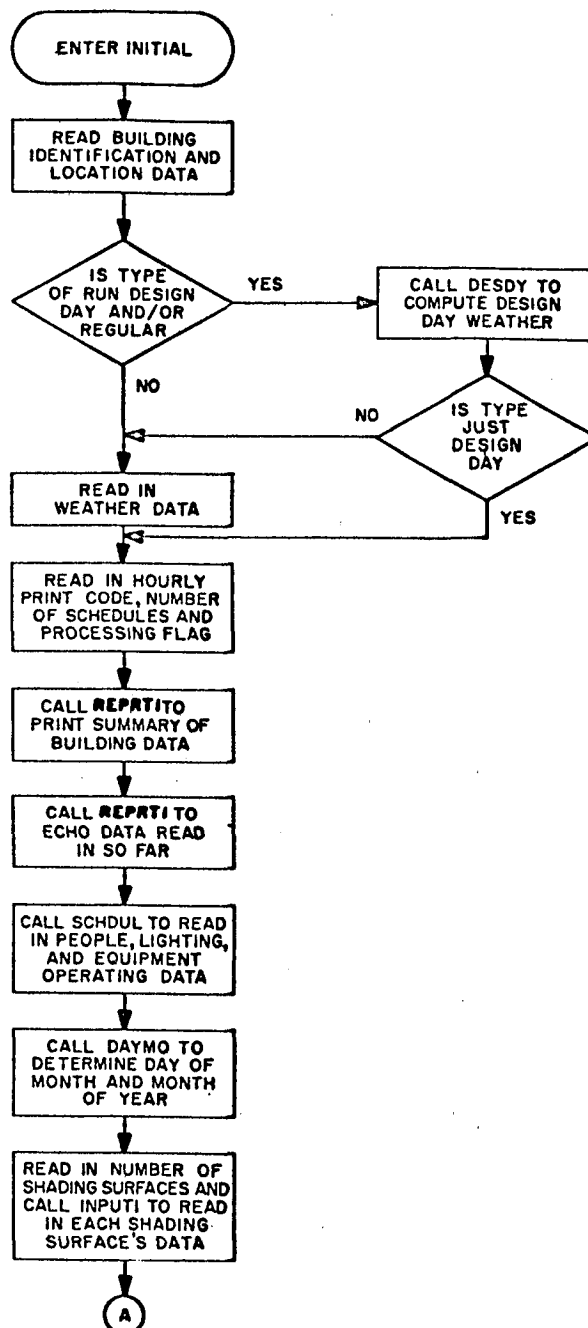 ENTER INITIAL
READ BUILDING
IDENTIFICATION AND
LOCATION DATA
IS TYPE
OF RUN DESIGN
DAY AND/OR
REGULAR
YES
CALL DESDY TO
COMPUTE DESIGN
DAY WEATHER
NO
NO
IS TYPE
JUST
DESIGN
DAY
YES
READ IN
WEATHER DATA
READ IN HOURLY
PRINT CODE, NUMBER
OF SCHEDULES AND
PROCESSING FLAG
CALL REPRT1 TO
PRINT SUMMARY OF
BUILDING DATA
CALL REPRT1 TO
ECHO DATA READ
IN SO FAR
CALL SCHDUL TO READ
IN PEOPLE, LIGHTING,
AND EQUIPMENT
OPERATING DATA
CALL DAYMO TO
DETERMINE DAY OF
MONTH AND MONTH
OF YEAR
READ IN NUMBER OF
SHADING SURFACES AND
CALL INPUT1 TO READ
IN EACH SHADING
SURFACE'S DATA
A